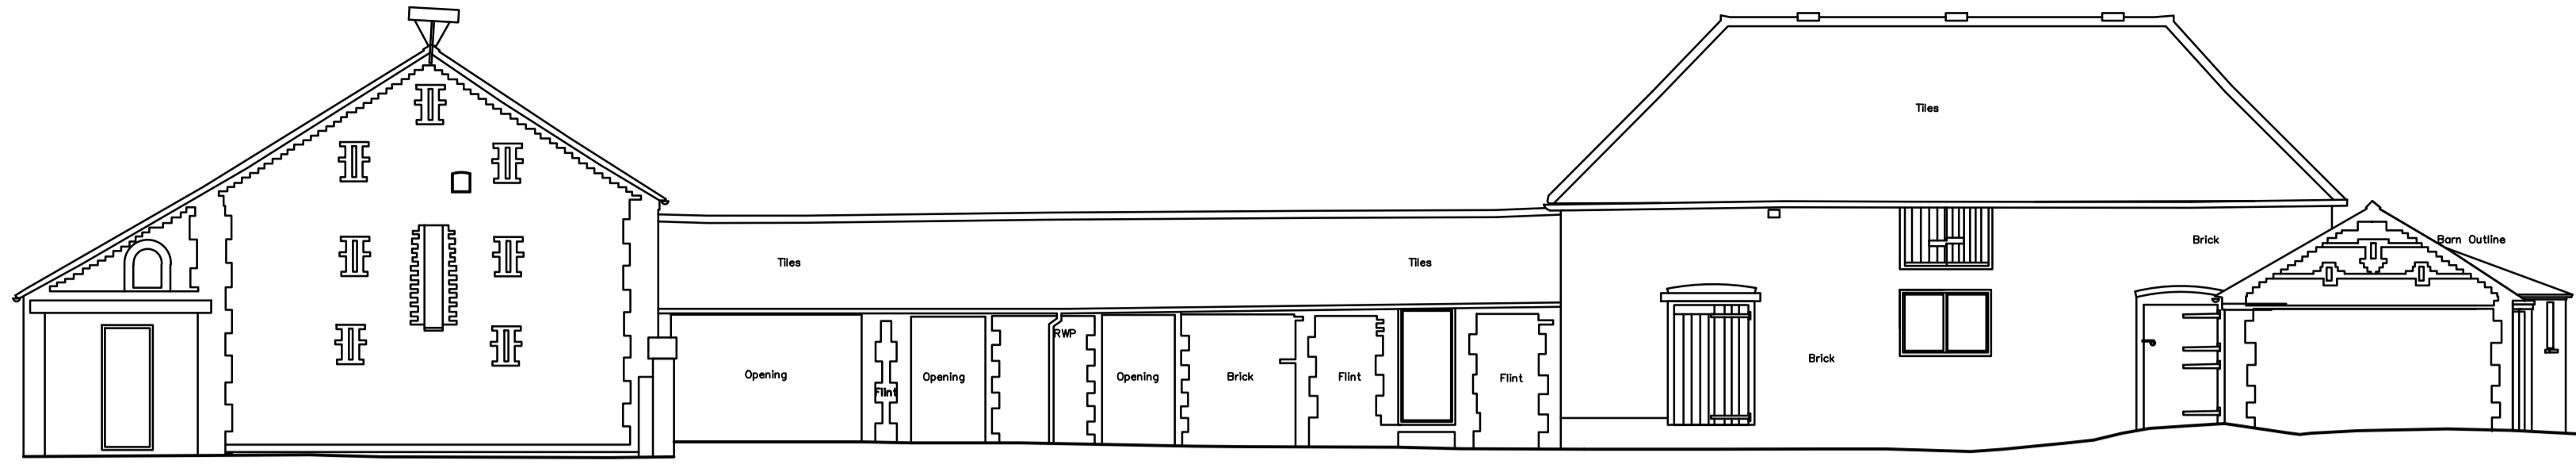 Tiles
Brick
Barn Outline
Tiles
Tiles
RWP
Brick
Opening
Flint
Opening
Opening
Brick
Flint
Flint